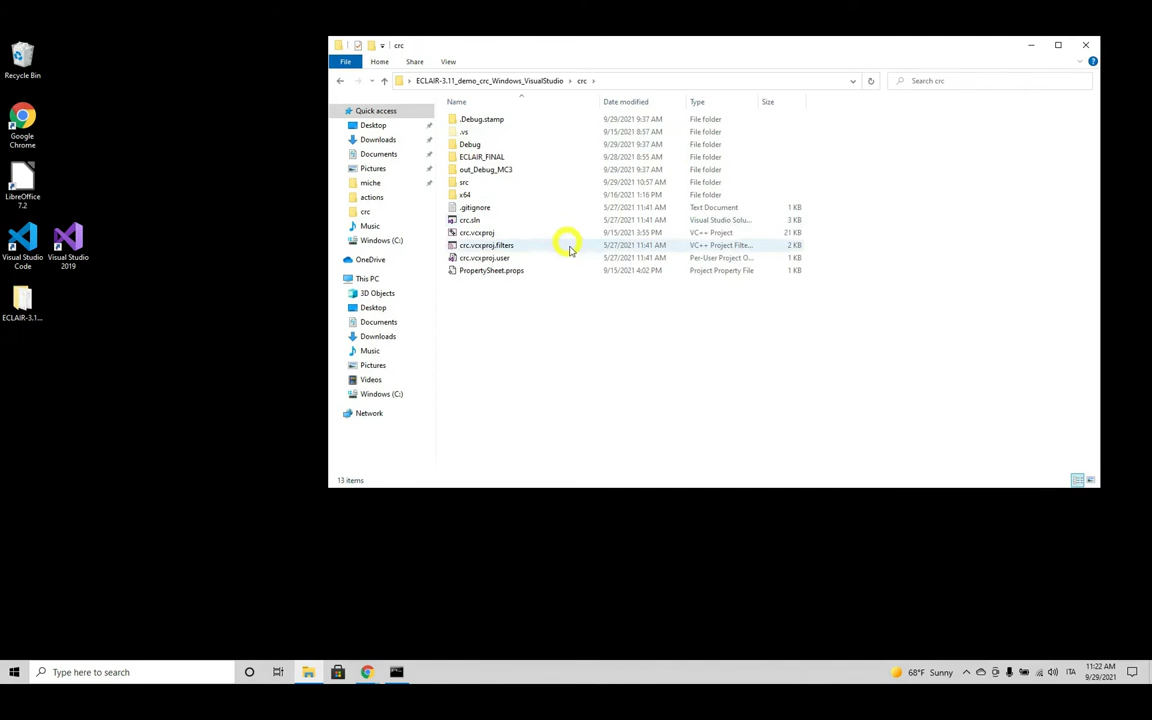 Recycle Bin
Google
Chrome
LibreOffice
7.2
Visual Studio
Code
Visual Studio
2019
ECLAIR-3.1...
crc
File
Home
Share
View
ECLAIR-3.11_demo_crc_Windows_VisualStudio > crc >
Search crc
Name Date modified Type Size
Quick access
Desktop
Downloads
Documents
Pictures
miche
actions
crc
Music
Windows (C:)
OneDrive
This PC
3D Objects
Desktop
Documents
Downloads
Music
Pictures
Videos
Windows (C:)
Network
.Debug.stamp 9/29/2021 9:37 AM File folder
.vs 9/15/2021 8:57 AM File folder
Debug 9/29/2021 9:37 AM File folder
ECLAIR_FINAL 9/28/2021 8:55 AM File folder
out_Debug_MC3 9/29/2021 9:37 AM File folder
src 9/29/2021 10:57 AM File folder
x64 9/16/2021 1:16 PM File folder
.gitignore 5/27/2021 11:41 AM Text Document 1 KB
crc.sln 5/27/2021 11:41 AM Visual Studio Solu... 3 KB
crc.vcxproj 9/15/2021 3:55 PM VC++ Project 21 KB
crc.vcxproj.filters 5/27/2021 11:41 AM VC++ Project Filte... 2 KB
crc.vcxproj.user 5/27/2021 11:41 AM Per-User Project O... 1 KB
PropertySheet.props 9/15/2021 4:02 PM Project Property File 1 KB
13 items
Type here to search
68°F Sunny
ITA
11:22 AM
9/29/2021